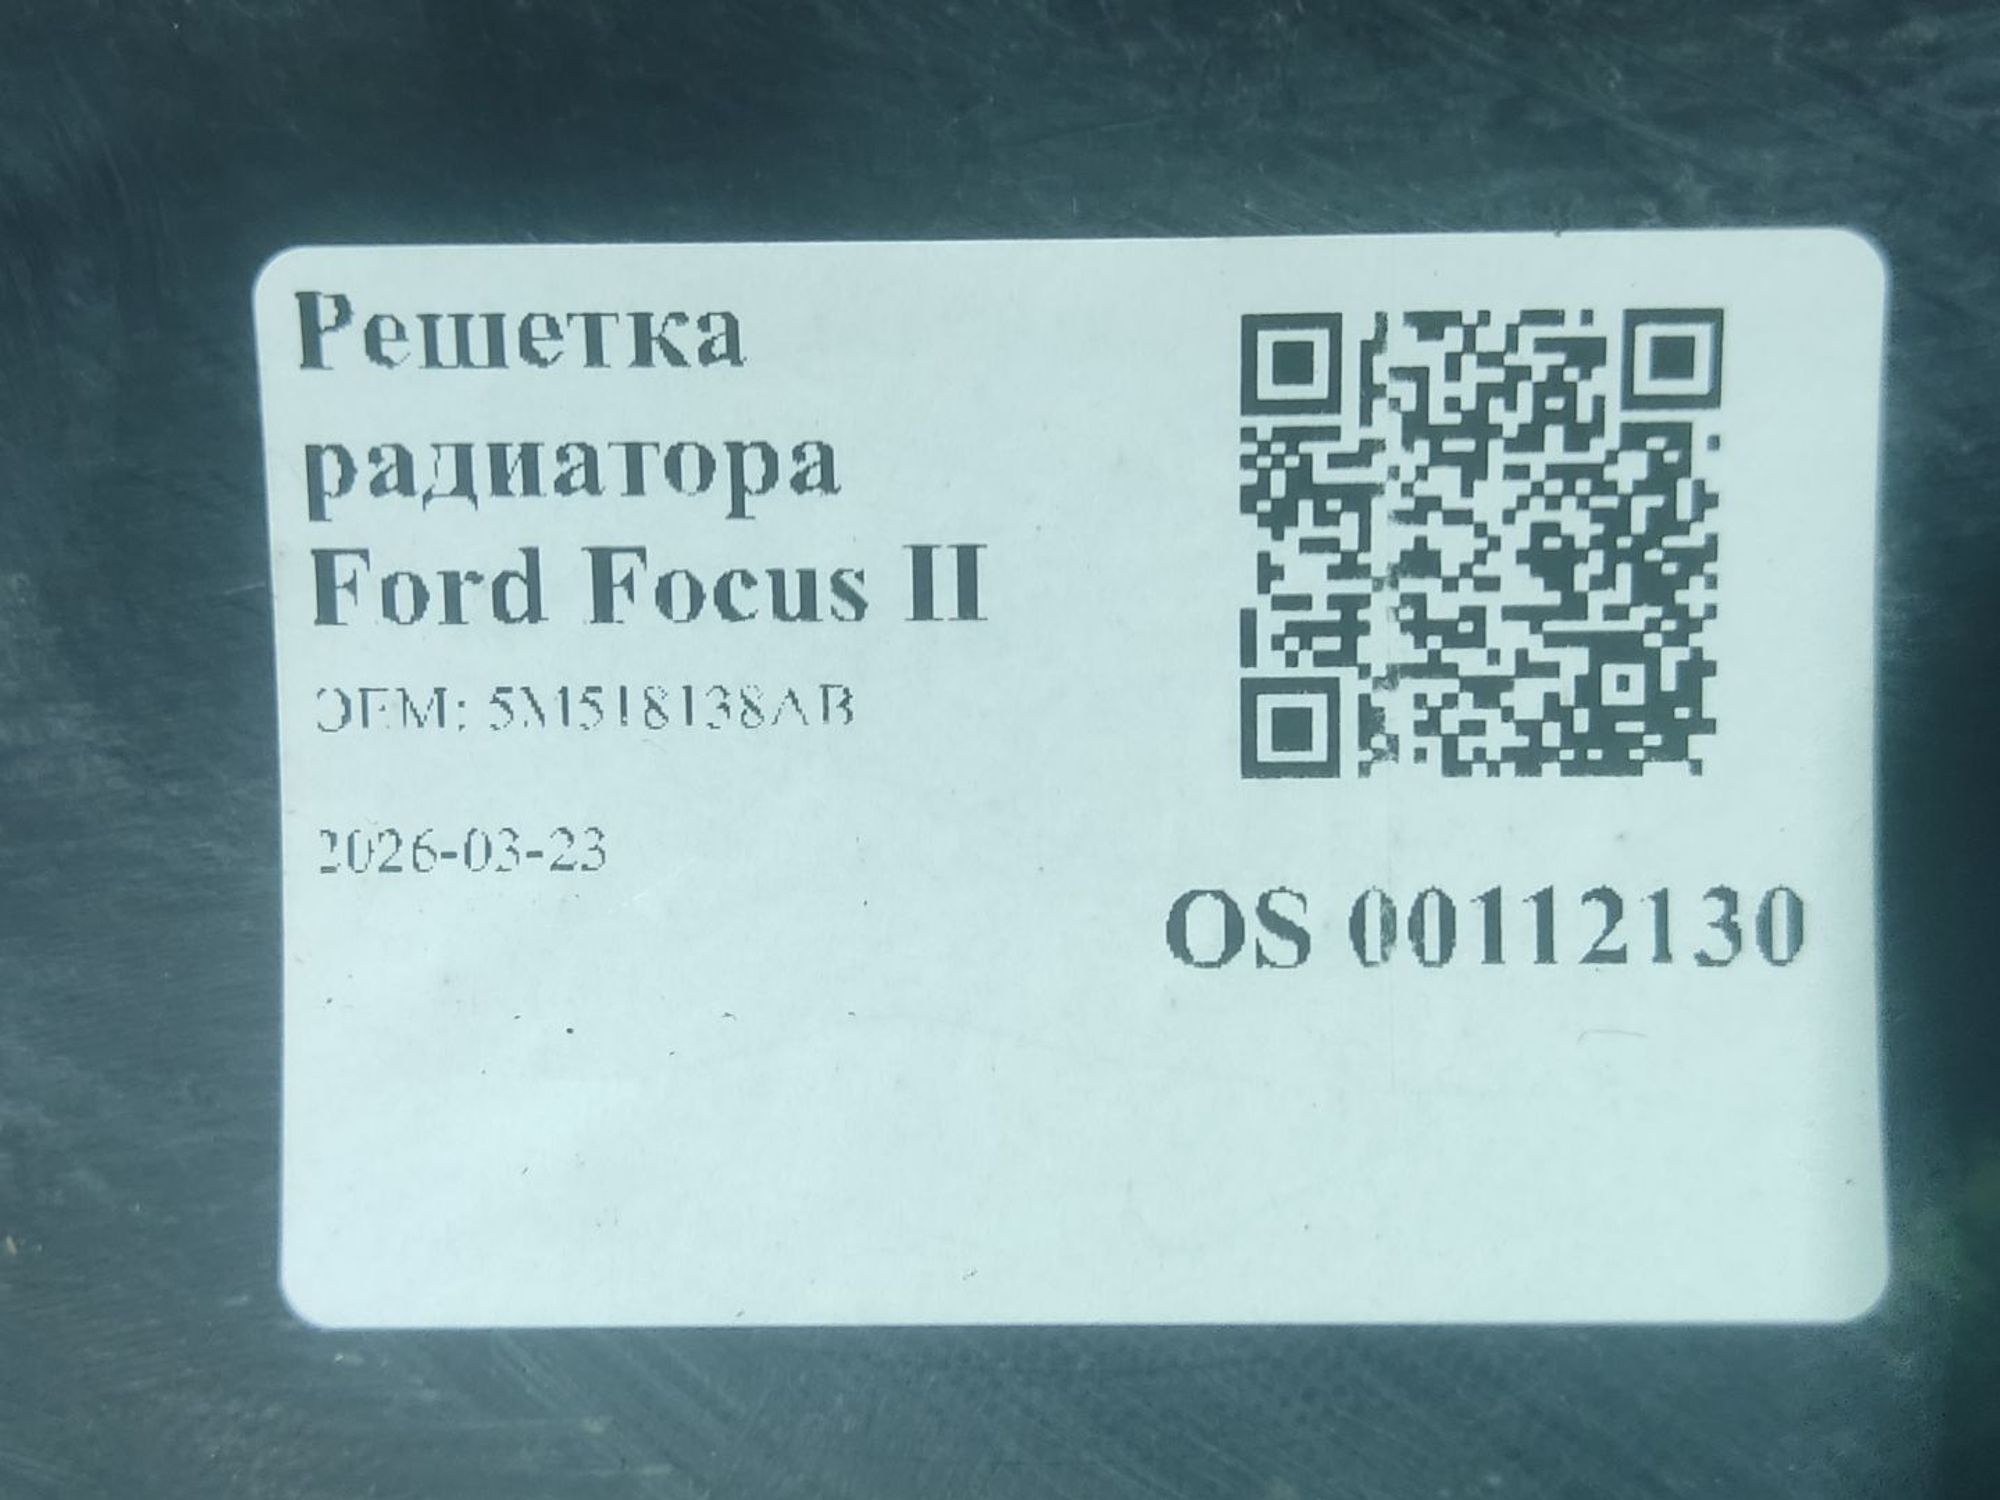 Решетка
радиатора
Ford Focus II
ОЕМ: 5M518138AB
2026-03-23
OS 00112130